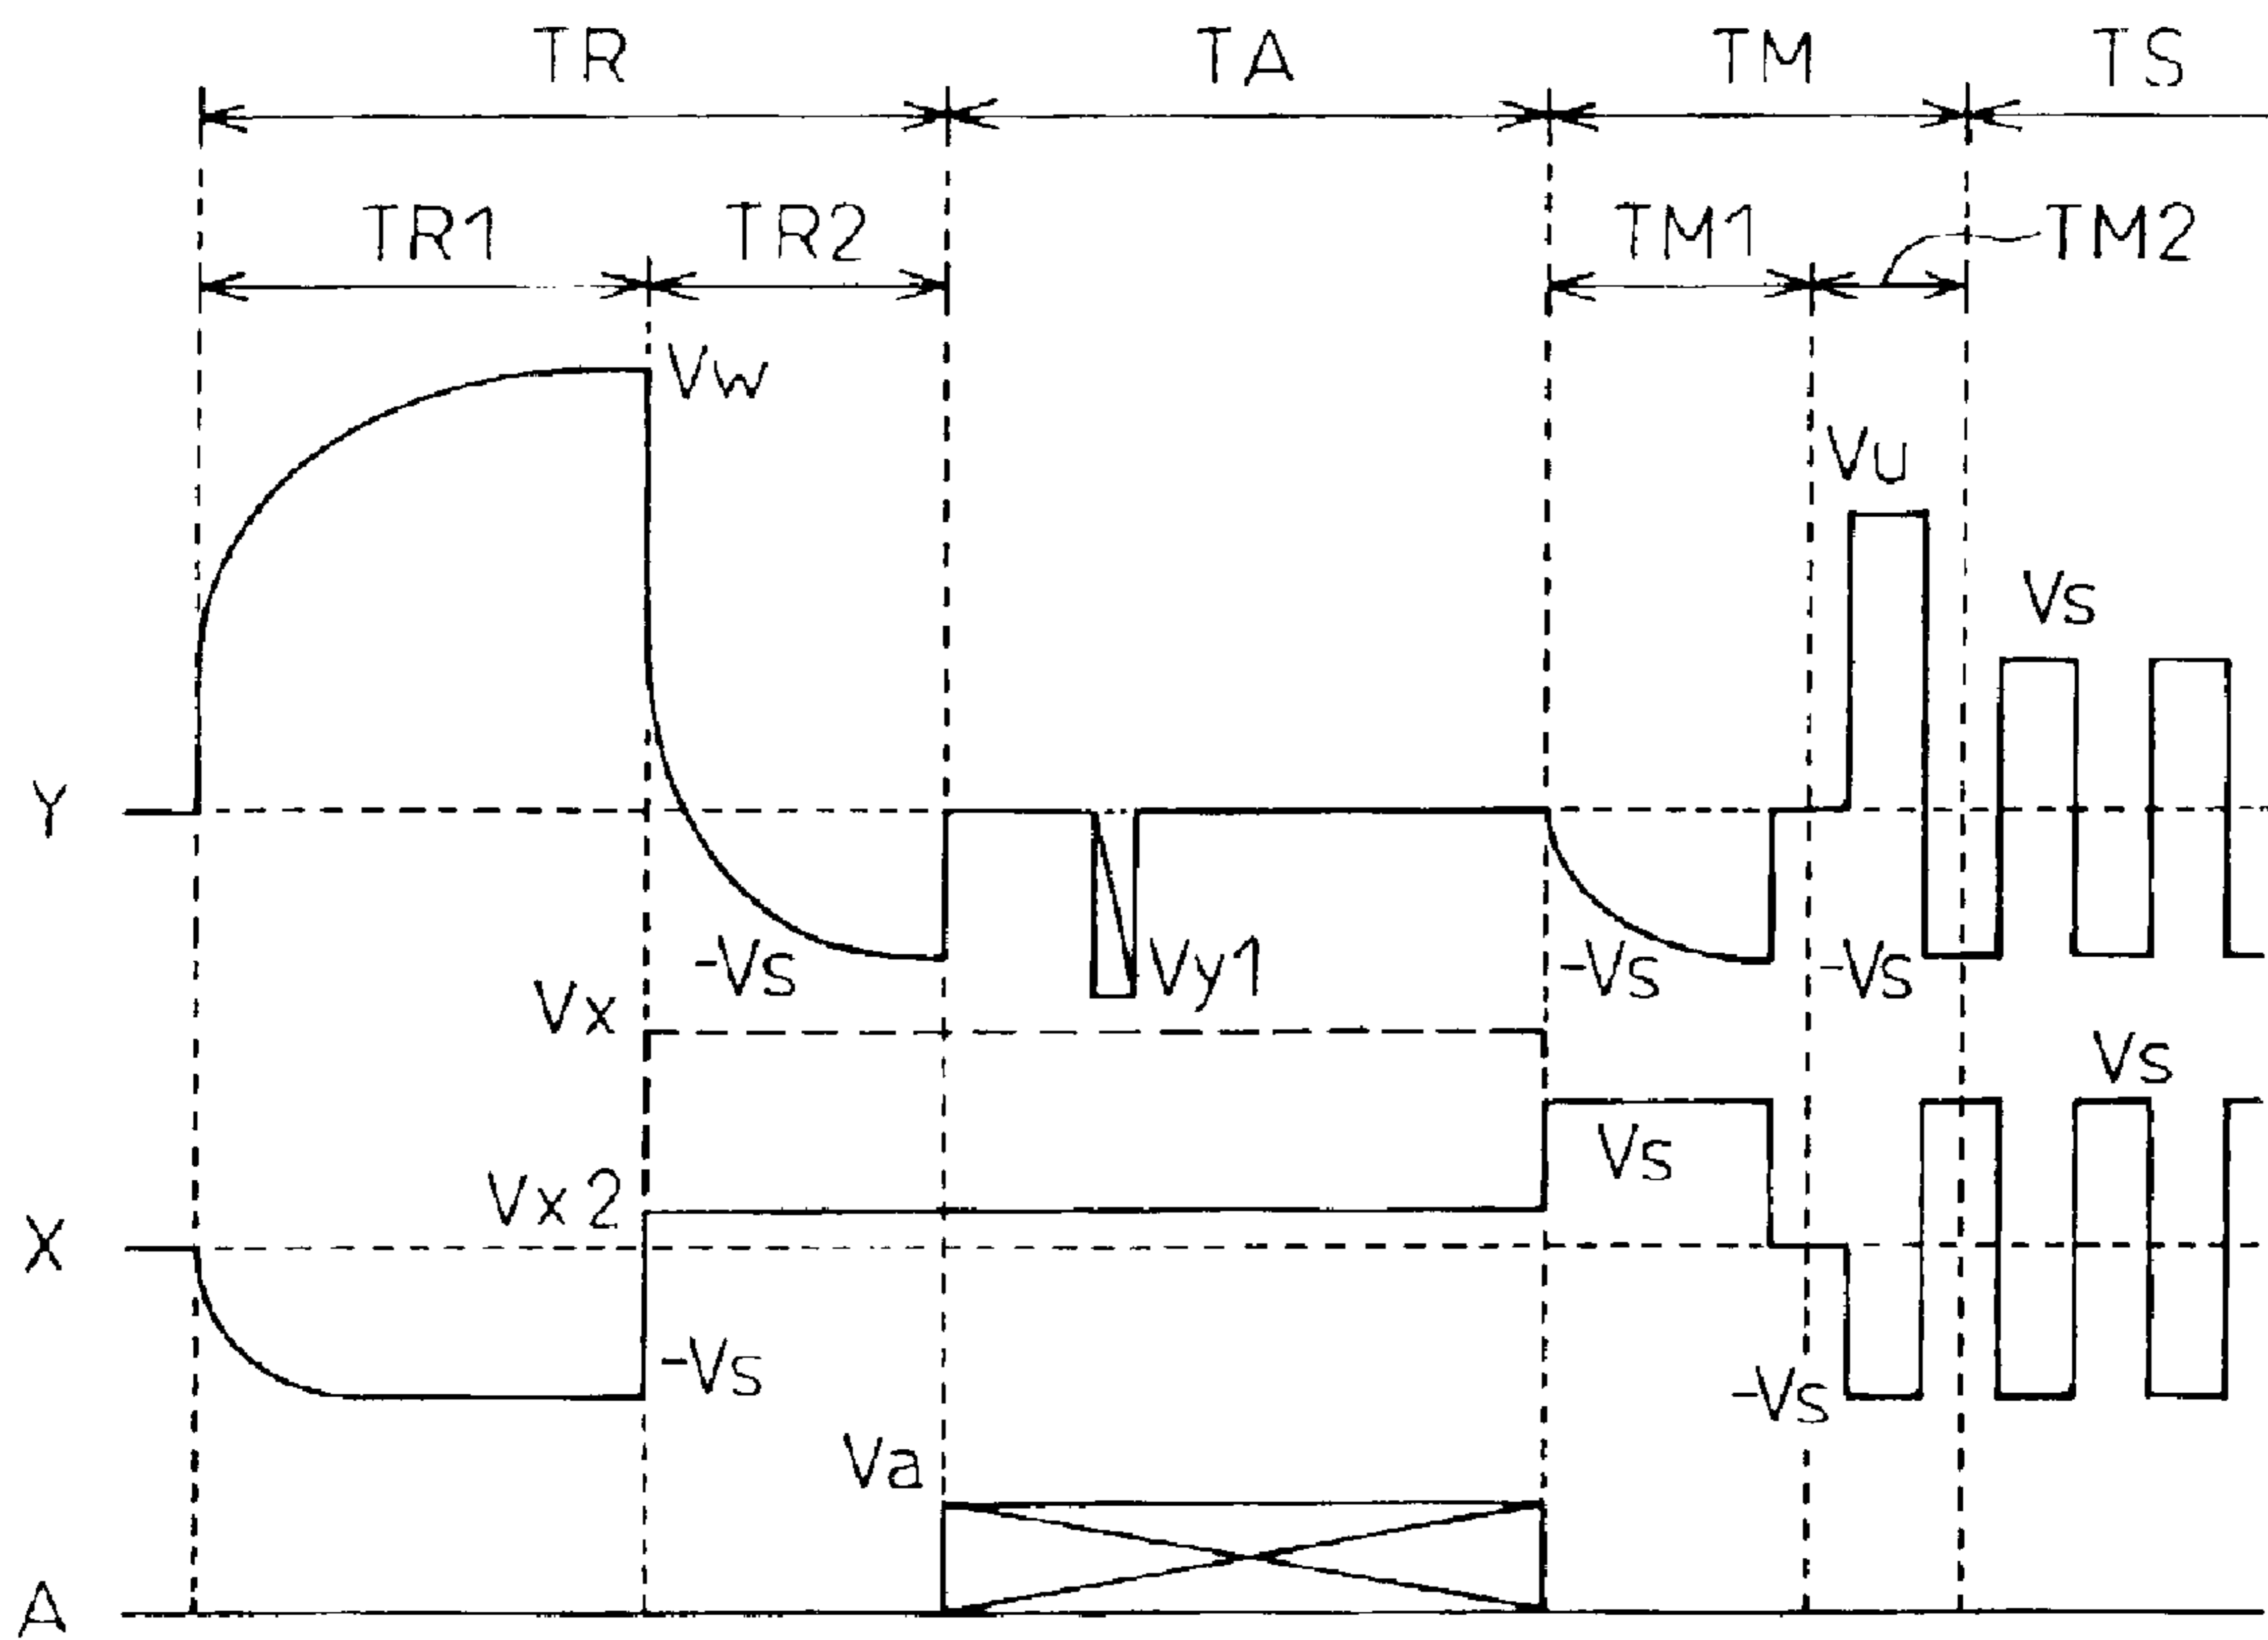 TR TA TM TS
TR1 TR2 TM1 TM2
Vw
Vu
Vs
Y
-Vs Vy1 -Vs -Vs
Vx
Vs
Vs
Vx2
X
-Vs
-Vs
Va
A